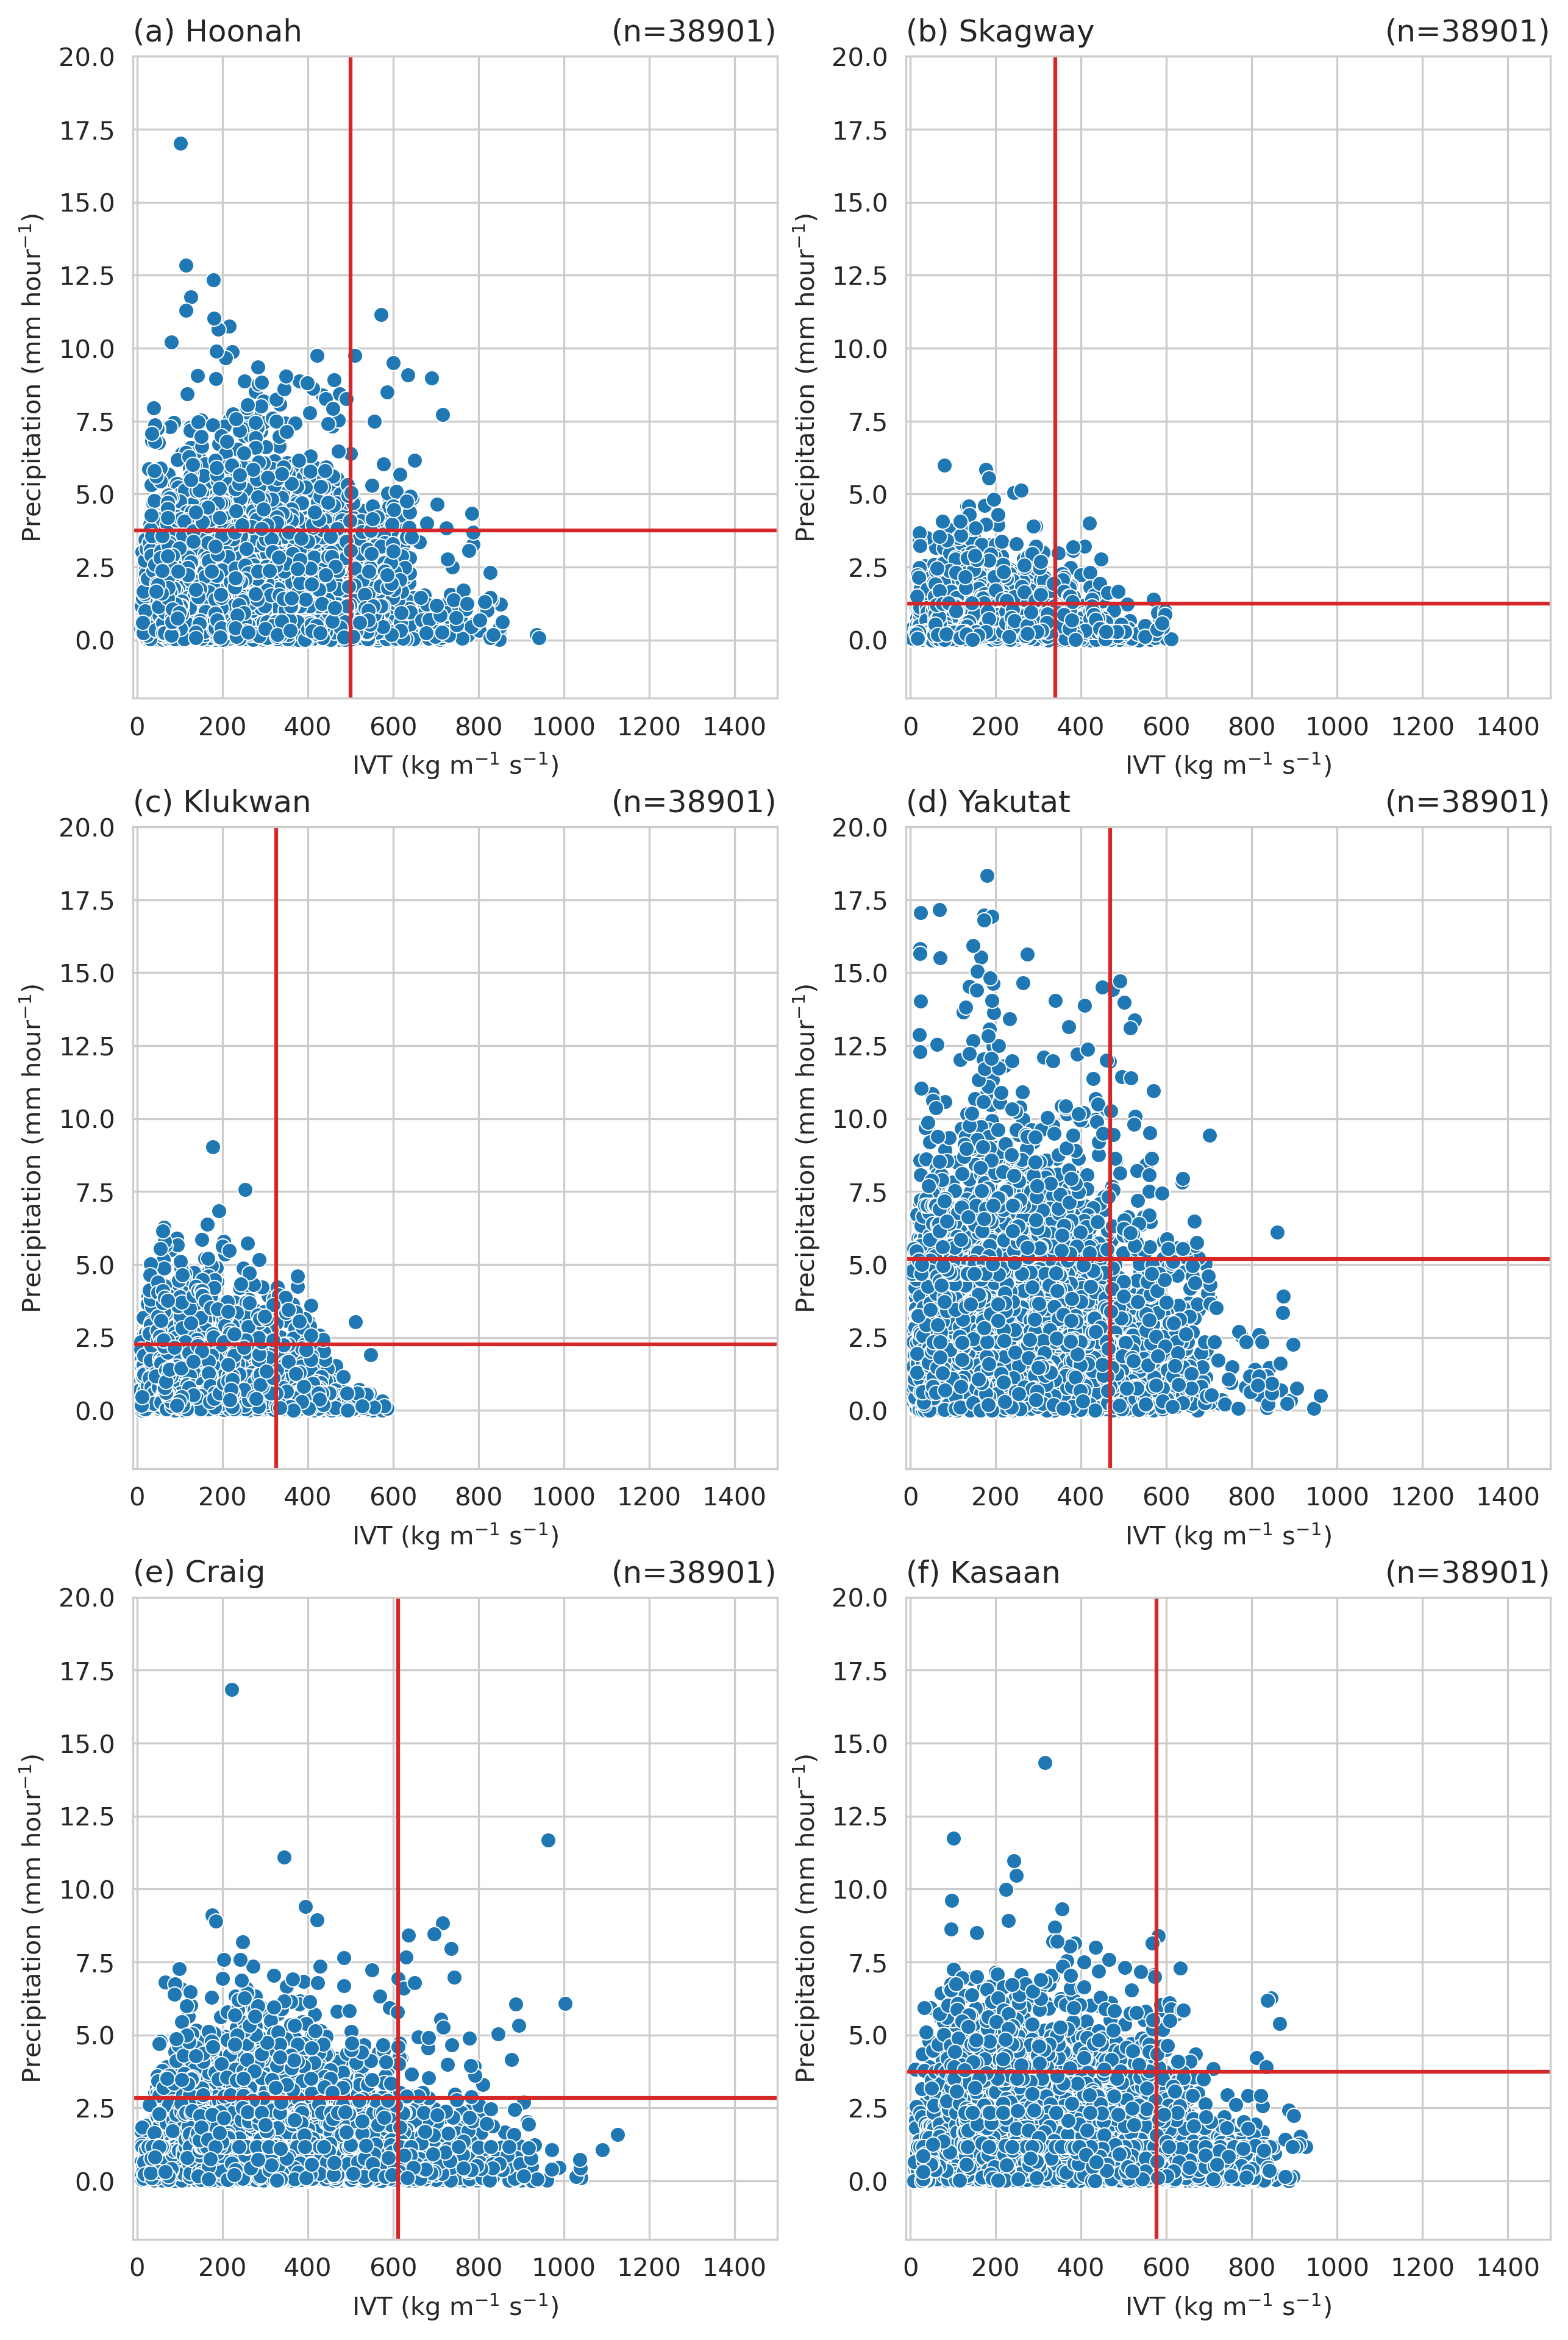 (a) Hoonah (n=38901)
20.0
17.5
15.0
12.5
10.0
7.5
5.0
2.5
0.0
Precipitation (mm hour⁻¹)
0 200 400 600 800 1000 1200 1400
IVT (kg m⁻¹ s⁻¹)
(b) Skagway (n=38901)
20.0
17.5
15.0
12.5
10.0
7.5
5.0
2.5
0.0
Precipitation (mm hour⁻¹)
0 200 400 600 800 1000 1200 1400
IVT (kg m⁻¹ s⁻¹)
(c) Klukwan (n=38901)
20.0
17.5
15.0
12.5
10.0
7.5
5.0
2.5
0.0
Precipitation (mm hour⁻¹)
0 200 400 600 800 1000 1200 1400
IVT (kg m⁻¹ s⁻¹)
(d) Yakutat (n=38901)
20.0
17.5
15.0
12.5
10.0
7.5
5.0
2.5
0.0
Precipitation (mm hour⁻¹)
0 200 400 600 800 1000 1200 1400
IVT (kg m⁻¹ s⁻¹)
(e) Craig (n=38901)
20.0
17.5
15.0
12.5
10.0
7.5
5.0
2.5
0.0
Precipitation (mm hour⁻¹)
0 200 400 600 800 1000 1200 1400
IVT (kg m⁻¹ s⁻¹)
(f) Kasaan (n=38901)
20.0
17.5
15.0
12.5
10.0
7.5
5.0
2.5
0.0
Precipitation (mm hour⁻¹)
0 200 400 600 800 1000 1200 1400
IVT (kg m⁻¹ s⁻¹)